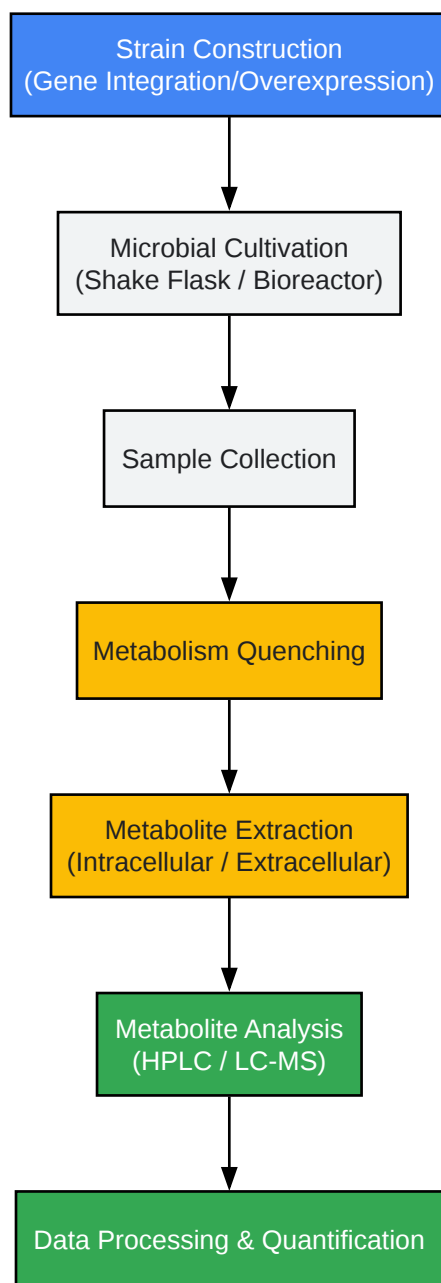 Strain Construction
(Gene Integration/Overexpression)
Microbial Cultivation
(Shake Flask / Bioreactor)
Sample Collection
Metabolism Quenching
Metabolite Extraction
(Intracellular / Extracellular)
Metabolite Analysis
(HPLC / LC-MS)
Data Processing & Quantification